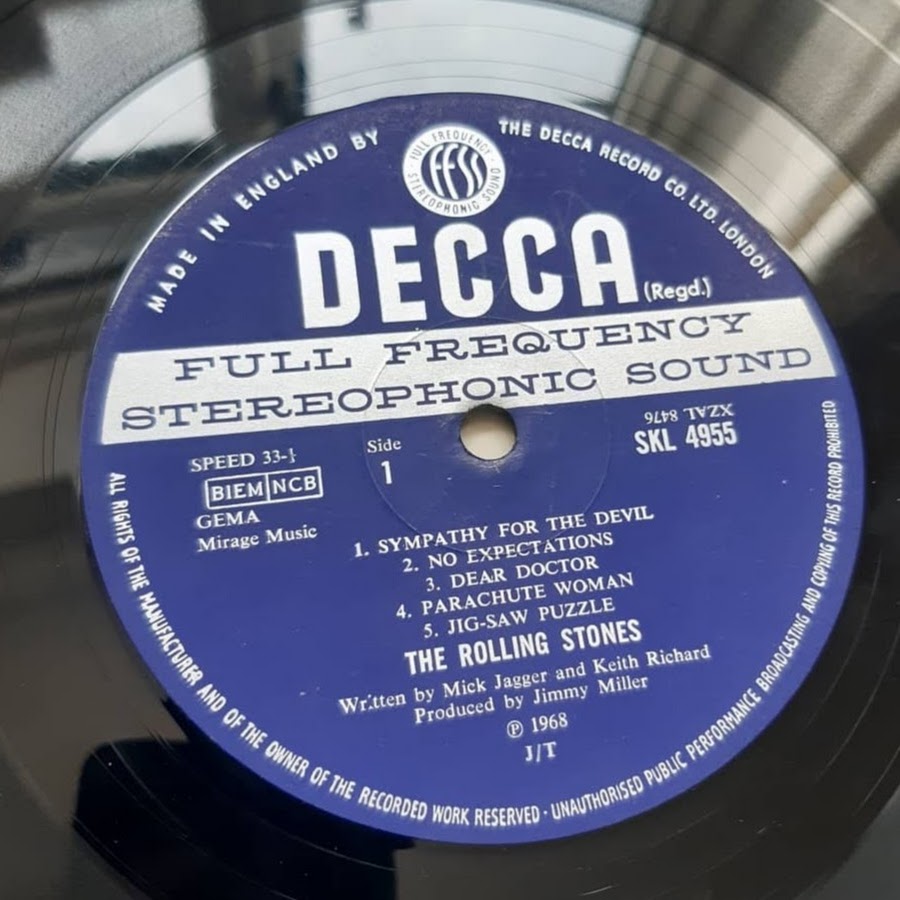 MADE IN ENGLAND BY
THE DECCA RECORD CO. LTD. LONDON
FULL FREQUENCY
ffss
STEREOPHONIC SOUND
DECCA (Regd.)
FULL FREQUENCY
STEREOPHONIC SOUND
SPEED 33-⅓
BIEM NCB
GEMA
Mirage Music
Side
1
XZAL 8476
SKL 4955
1. SYMPATHY FOR THE DEVIL
2. NO EXPECTATIONS
3. DEAR DOCTOR
4. PARACHUTE WOMAN
5. JIG-SAW PUZZLE
THE ROLLING STONES
Written by Mick Jagger and Keith Richard
Produced by Jimmy Miller
℗ 1968
J/T
ALL RIGHTS OF THE MANUFACTURER AND OF THE OWNER OF THE RECORDED WORK RESERVED · UNAUTHORISED PUBLIC PERFORMANCE BROADCASTING AND COPYING OF THIS RECORD PROHIBITED